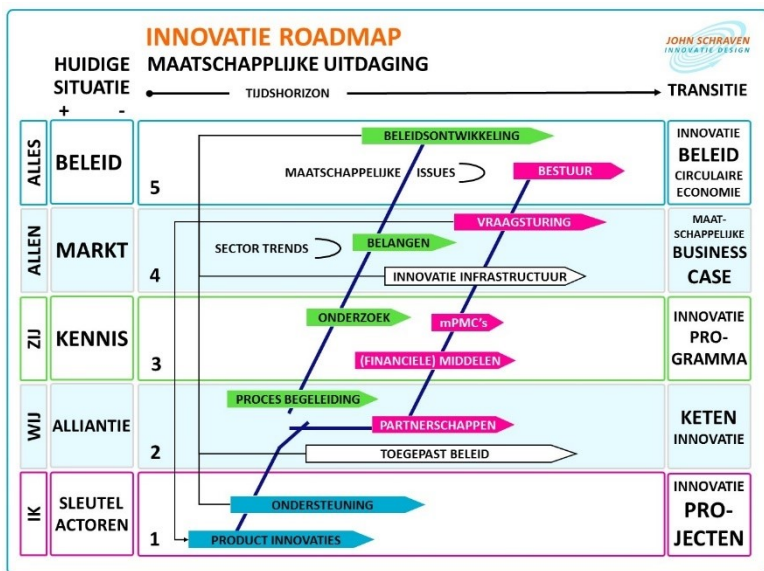 INNOVATIE ROADMAP
MAATSCHAPPLIJKE UITDAGING
JOHN SCHRAVEN
INNOVATIE DESIGN
HUIDIGE
SITUATIE
+ -
TIJDSHORIZON
TRANSITIE
ALLES
BELEID
5
BELEIDSONTWIKKELING
MAATSCHAPPELIJKE ISSUES
BESTUUR
INNOVATIE
BELEID
CIRCULAIRE
ECONOMIE
ALLEN
MARKT
4
VRAAGSTURING
SECTOR TRENDS
BELANGEN
INNOVATIE INFRASTRUCTUUR
MAAT-
SCHAPPELIJKE
BUSINESS
CASE
ZIJ
KENNIS
3
ONDERZOEK
mPMC's
(FINANCIELE) MIDDELEN
INNOVATIE
PRO-
GRAMMA
WIJ
ALLIANTIE
2
PROCES BEGELEIDING
PARTNERSCHAPPEN
TOEGEPAST BELEID
KETEN
INNOVATIE
IK
SLEUTEL
ACTOREN
1
ONDERSTEUNING
PRODUCT INNOVATIES
INNOVATIE
PRO-
JECTEN